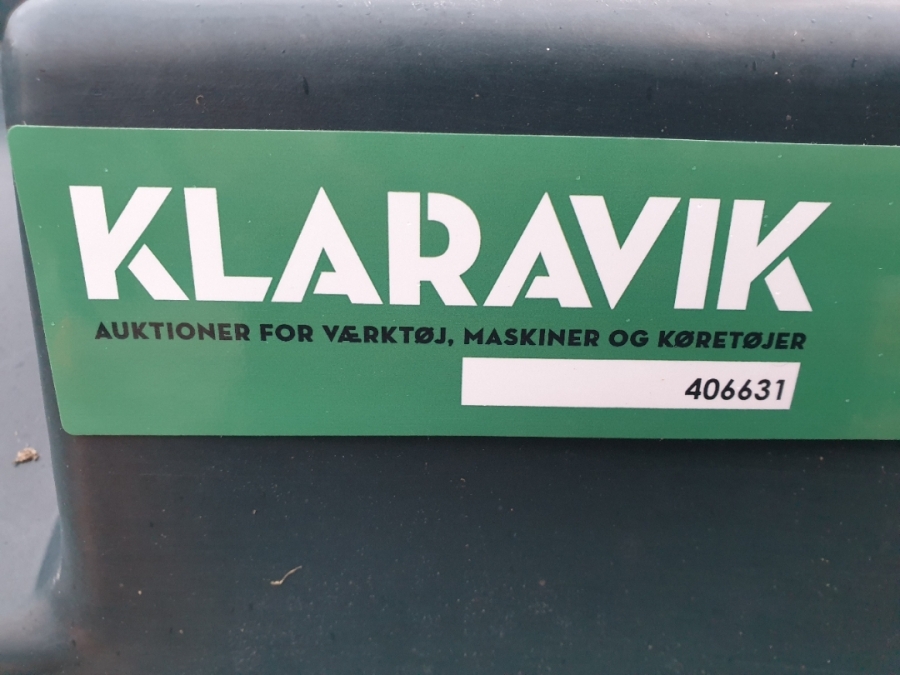 KLARAVIK
AUKTIONER FOR VÆRKTØJ, MASKINER OG KØRETØJER
406631